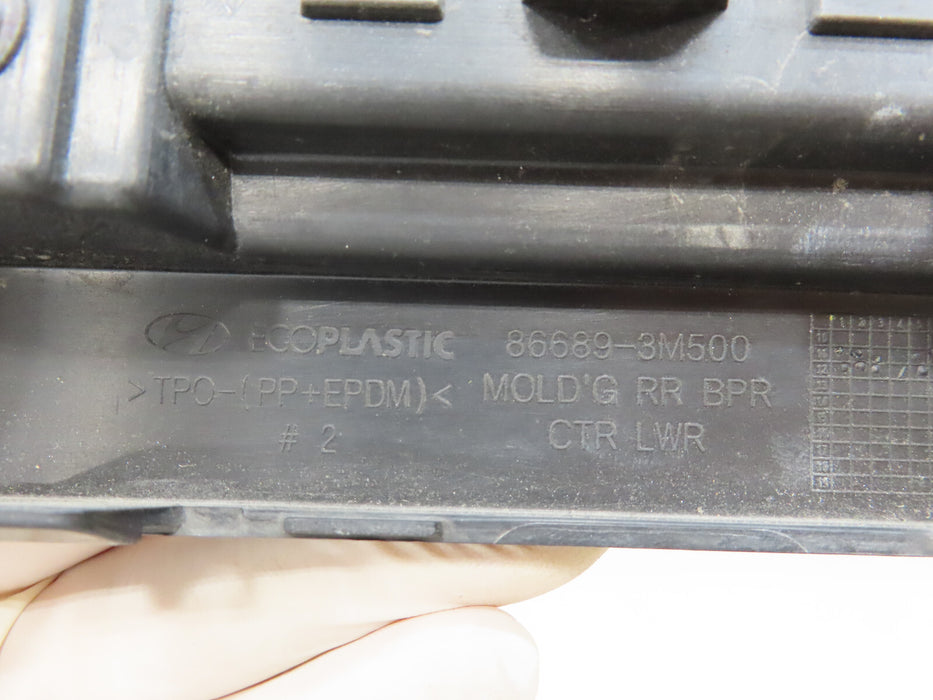 ECOPLASTIC 86689-3M500
>TPO-(PP+EPDM)< MOLD'G RR BPR
# 2 CTR LWR